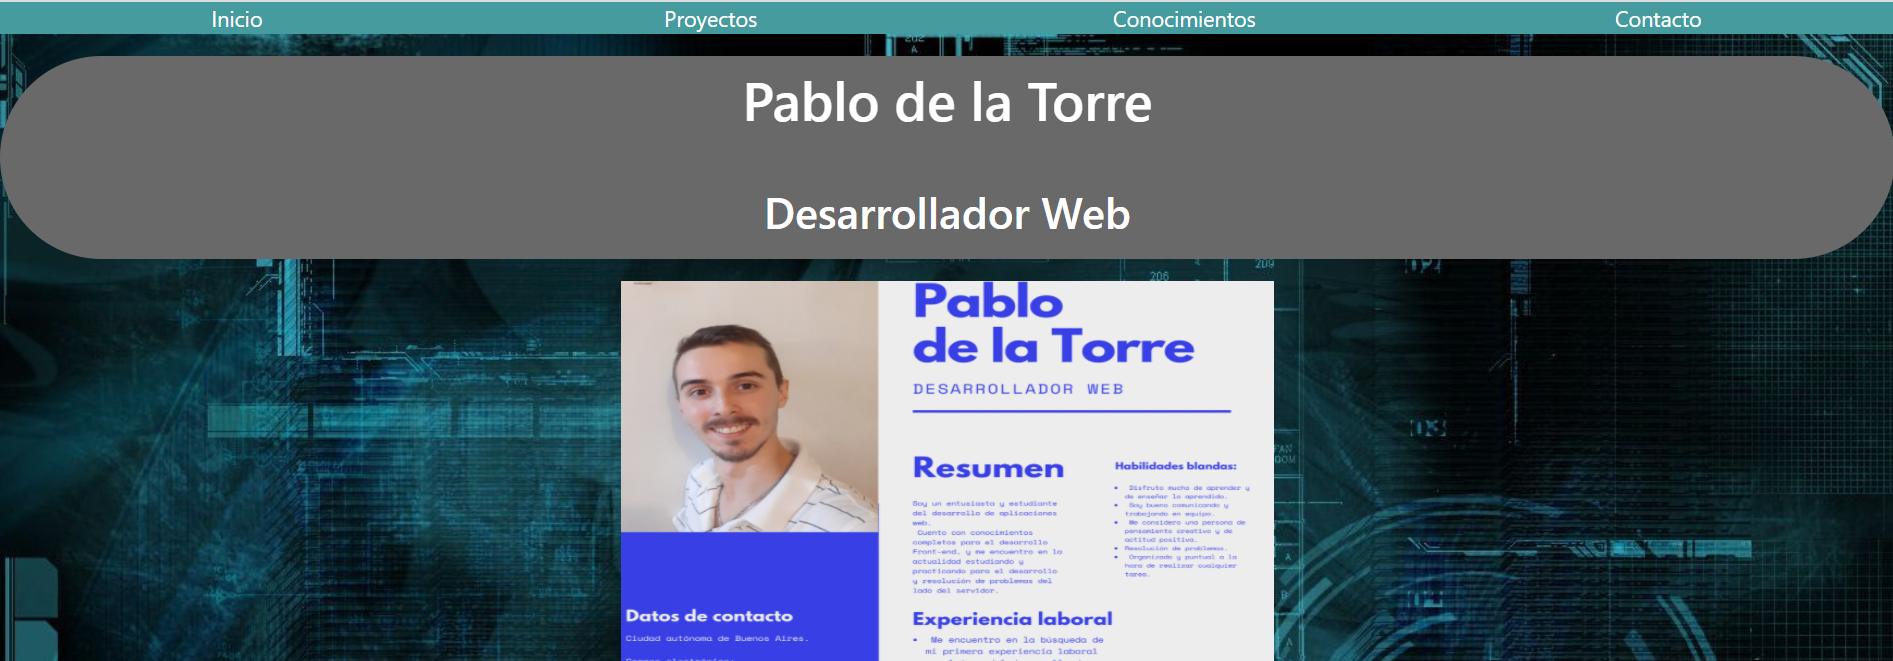 Inicio Proyectos Conocimientos Contacto
202
A
Pablo de la Torre
Desarrollador Web
206
209
Pablo
de la Torre
DESARROLLADOR WEB
Resumen
Soy un entusiasta y estudiante
del desarrollo de aplicaciones
web.
Cuento con conocimientos
completos para el desarrollo
Front-end, y me encuentro en la
actualidad estudiando y
practicando para el desarrollo
y resolución de problemas del
lado del servidor.
Habilidades blandas:
• Disfruto mucho de aprender y
de enseñar lo aprendido.
• Soy bueno comunicando y
trabajando en equipo.
• Me considero una persona de
pensamiento creativo y de
actitud positiva.
• Resolución de problemas.
• Organizado y puntual a la
hora de realizar cualquier
tarea.
Datos de contacto
Ciudad autónoma de Buenos Aires.
Experiencia laboral
• Me encuentro en la búsqueda de
mi primera experiencia laboral
03
A
B
A